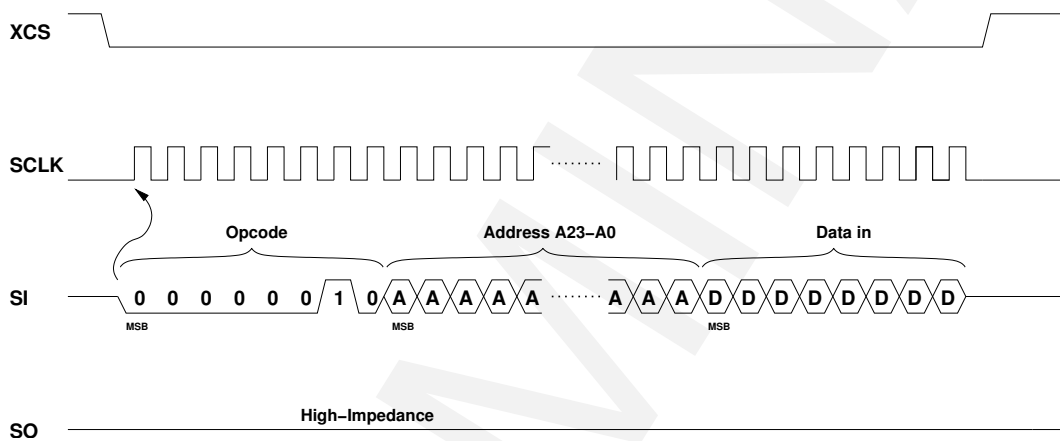 XCS
SCLK
Opcode Address A23–A0 Data in
SI 0 0 0 0 0 0 1 0 A A A A A ········ A A A D D D D D D D D
MSB MSB MSB
High–Impedance
SO